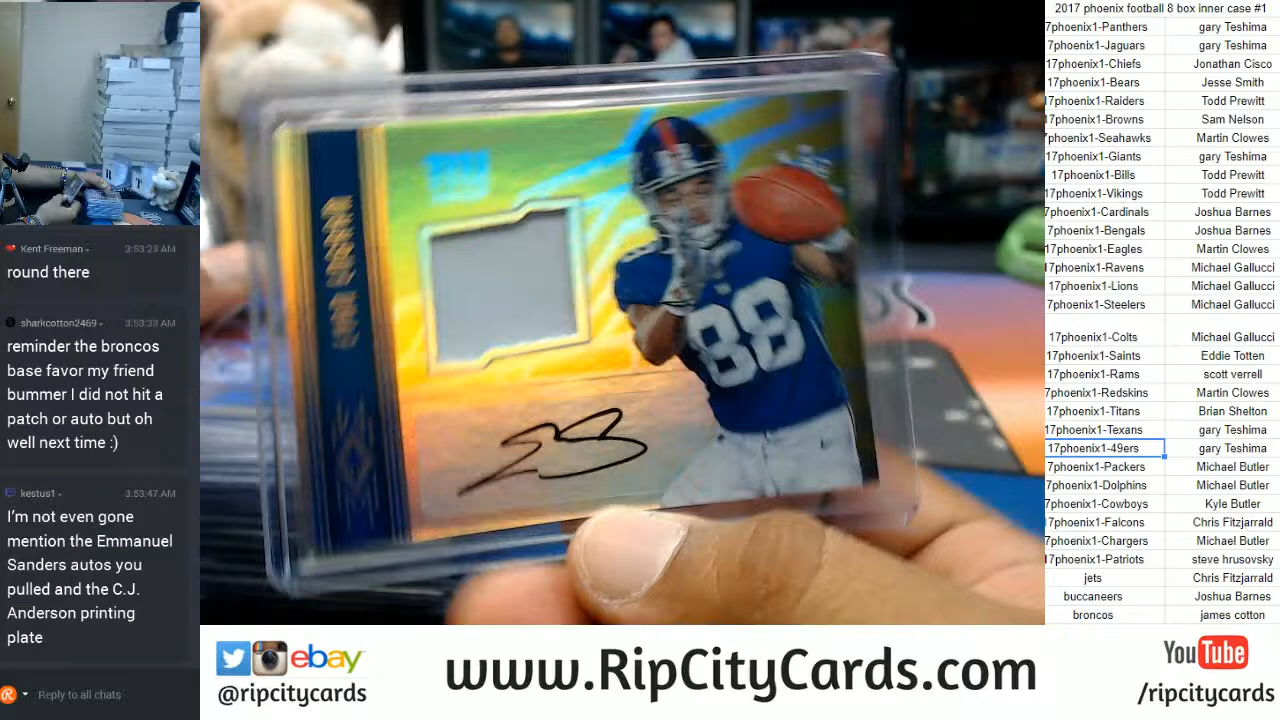 Kent Freeman
3:53:23 AM
round there
sharkcotton2469
3:53:33 AM
reminder the broncos
base favor my friend
bummer I did not hit a
patch or auto but oh
well next time :)
kestus1
3:53:47 AM
I'm not even gone
mention the Emmanuel
Sanders autos you
pulled and the C.J.
Anderson printing
plate
Reply to all chats
88
2017 phoenix football 8 box inner case #1
7phoenix1-Panthers gary Teshima
7phoenix1-Jaguars gary Teshima
17phoenix1-Chiefs Jonathan Cisco
17phoenix1-Bears Jesse Smith
17phoenix1-Raiders Todd Prewitt
17phoenix1-Browns Sam Nelson
7phoenix1-Seahawks Martin Clowes
17phoenix1-Giants gary Teshima
17phoenix1-Bills Todd Prewitt
17phoenix1-Vikings Todd Prewitt
7phoenix1-Cardinals Joshua Barnes
7phoenix1-Bengals Joshua Barnes
17phoenix1-Eagles Martin Clowes
17phoenix1-Ravens Michael Gallucci
17phoenix1-Lions Michael Gallucci
7phoenix1-Steelers Michael Gallucci
17phoenix1-Colts Michael Gallucci
17phoenix1-Saints Eddie Totten
17phoenix1-Rams scott verrell
7phoenix1-Redskins Martin Clowes
17phoenix1-Titans Brian Shelton
17phoenix1-Texans gary Teshima
17phoenix1-49ers gary Teshima
7phoenix1-Packers Michael Butler
7phoenix1-Dolphins Michael Butler
7phoenix1-Cowboys Kyle Butler
17phoenix1-Falcons Chris Fitzjarrald
17phoenix1-Chargers Michael Butler
17phoenix1-Patriots steve hrusovsky
jets Chris Fitzjarrald
buccaneers Joshua Barnes
broncos james cotton
ebay
@ripcitycards
www.RipCityCards.com
YouTube
/ripcitycards